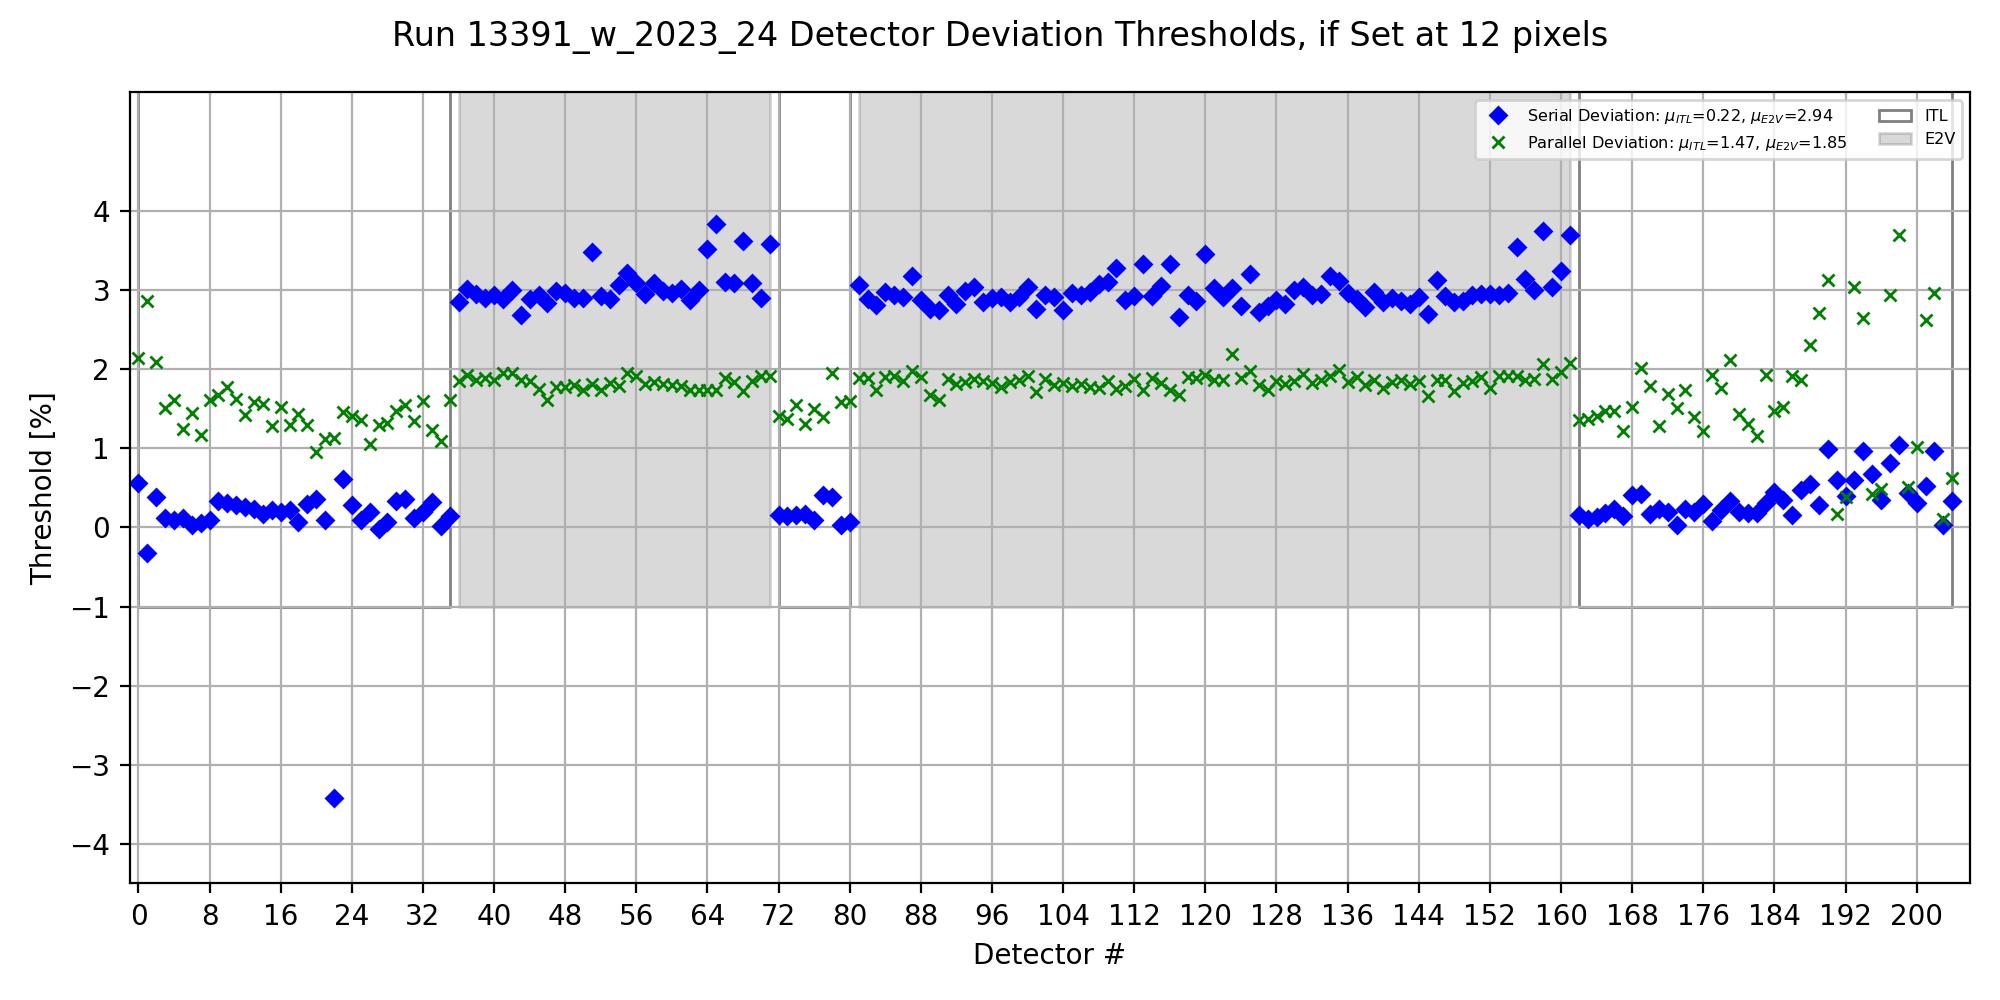 Run 13391_w_2023_24 Detector Deviation Thresholds, if Set at 12 pixels
Serial Deviation: μITL=0.22, μE2V=2.94
Parallel Deviation: μITL=1.47, μE2V=1.85
ITL
E2V
Threshold [%]
4
3
2
1
0
−1
−2
−3
−4
0 8 16 24 32 40 48 56 64 72 80 88 96 104 112 120 128 136 144 152 160 168 176 184 192 200
Detector #